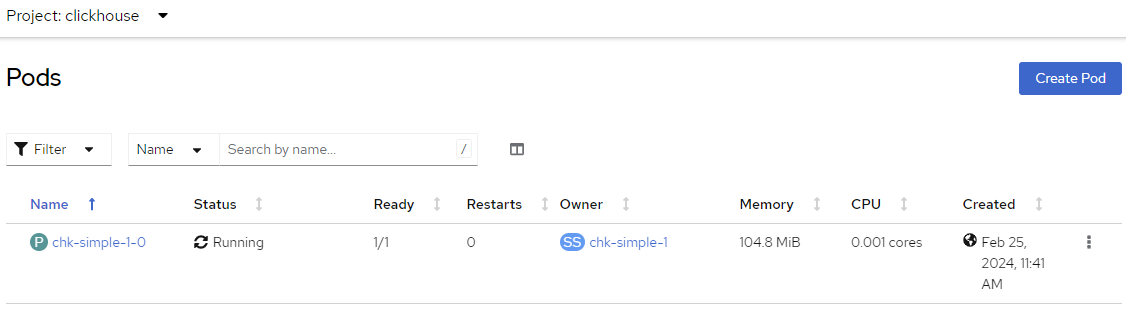 Project: clickhouse
Pods
Create Pod
Filter
Name
Search by name...
/
Name Status Ready Restarts Owner Memory CPU Created
P chk-simple-1-0 Running 1/1 0 SS chk-simple-1 104.8 MiB 0.001 cores Feb 25,
2024, 11:41
AM